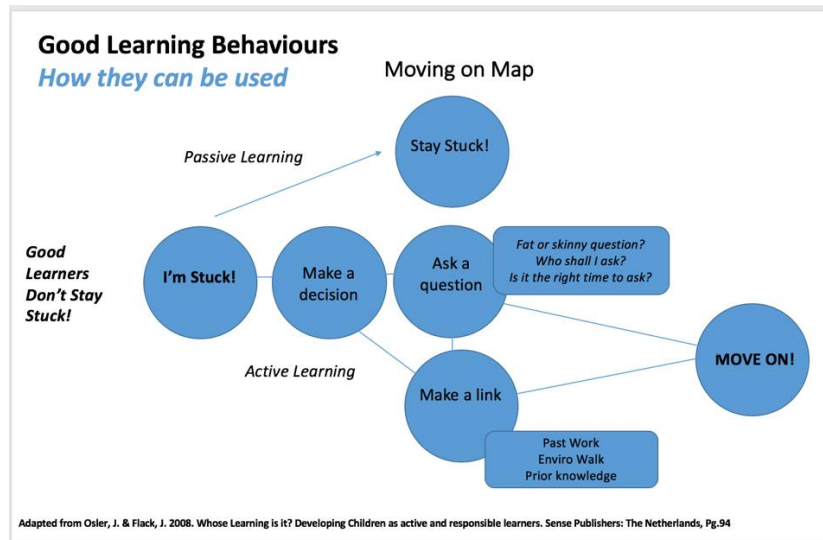 Good Learning Behaviours
How they can be used
Moving on Map
Stay Stuck!
Passive Learning
Good
Learners
Don't Stay
Stuck!
I'm Stuck!
Make a
decision
Ask a
question
Fat or skinny question?
Who shall I ask?
Is it the right time to ask?
MOVE ON!
Active Learning
Make a link
Past Work
Enviro Walk
Prior knowledge
Adapted from Osler, J. & Flack, J. 2008. Whose Learning is it? Developing Children as active and responsible learners. Sense Publishers: The Netherlands, Pg.94